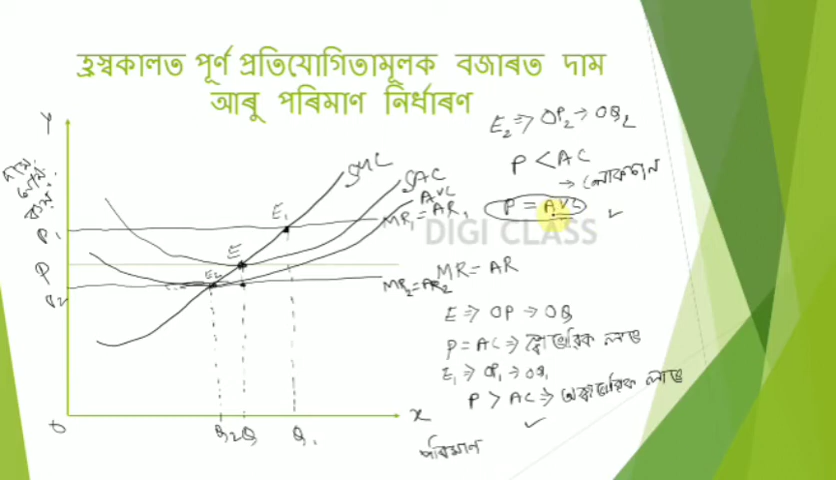 হ্ৰস্বকালত পূৰ্ণ প্ৰতিযোগিতামূলক বজাৰত দাম
আৰু পৰিমাণ নিৰ্ধাৰণ
Y
দাম
E₂ => OP₂ → OQ₂
P < AC
→ লোকচান
P = AVC
SMC
SAC
AVC
MR₁ = AR₁
DIGI CLASS
P₁
E₁
P
E
MR = AR
P₂
E₂
MR₂ = AR₂
E => OP → OQ
P = AC => স্বাভাৱিক লাভ
E₁ => OP₁ → OQ₁
P > AC => অস্বাভাৱিক লাভ
O
Q₂ Q Q₁
X
পৰিমাণ